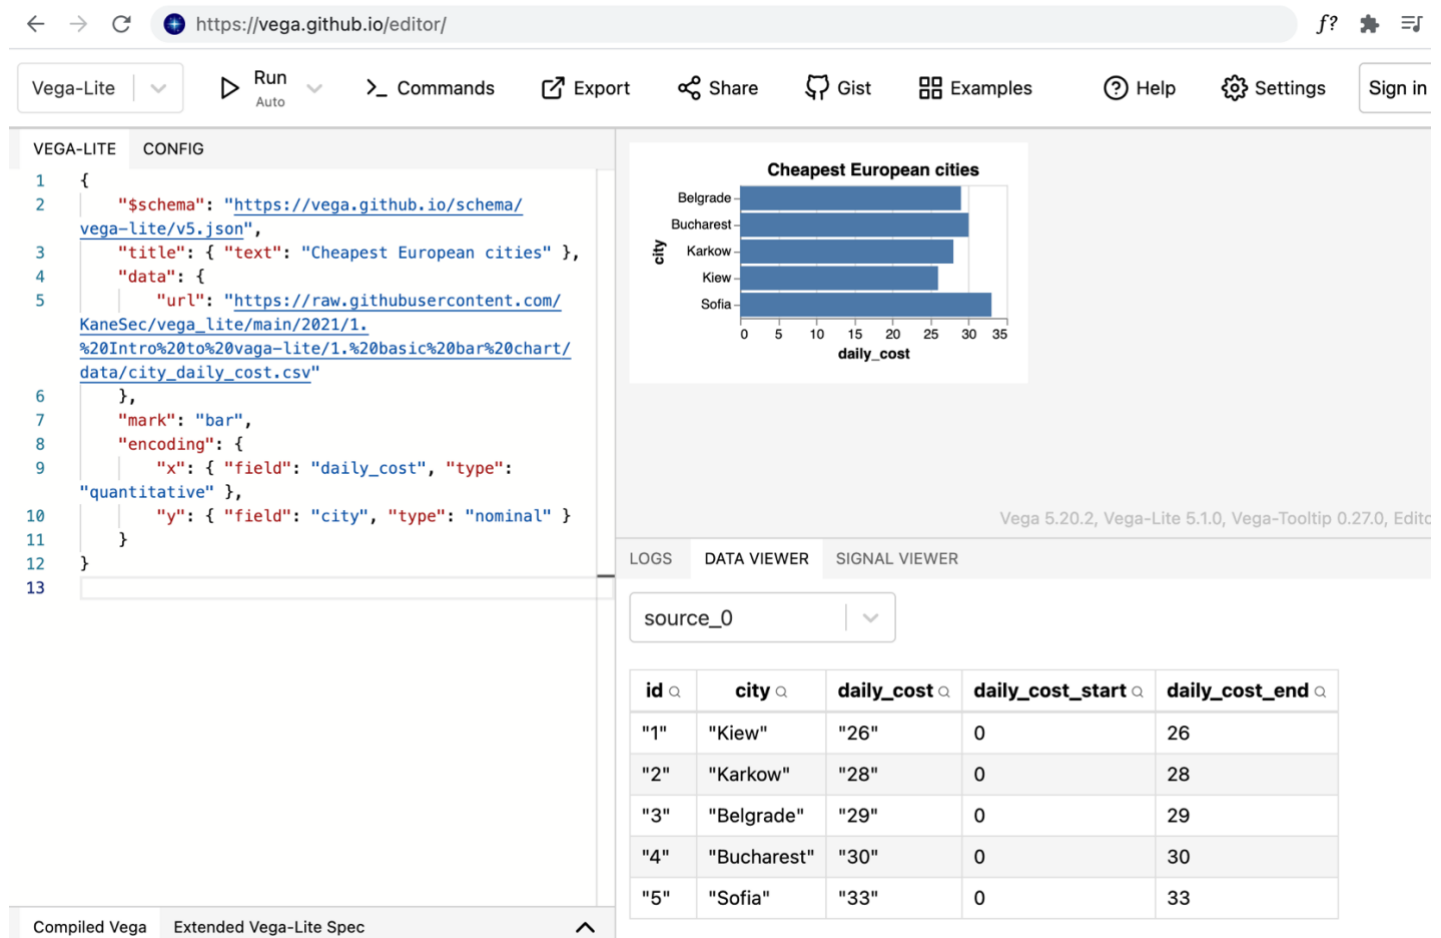 https://vega.github.io/editor/
f?
Vega-Lite
Run
Auto
Commands
Export
Share
Gist
Examples
Help
Settings
Sign in
VEGA-LITE CONFIG
1 {
2 "$schema": "https://vega.github.io/schema/
vega-lite/v5.json",
3 "title": { "text": "Cheapest European cities" },
4 "data": {
5 "url": "https://raw.githubusercontent.com/
KaneSec/vega_lite/main/2021/1.
%20Intro%20to%20vaga-lite/1.%20basic%20bar%20chart/
data/city_daily_cost.csv"
6 },
7 "mark": "bar",
8 "encoding": {
9 "x": { "field": "daily_cost", "type":
"quantitative" },
10 "y": { "field": "city", "type": "nominal" }
11 }
12 }
13
Compiled Vega Extended Vega-Lite Spec
Cheapest European cities
city
Belgrade
Bucharest
Karkow
Kiew
Sofia
0 5 10 15 20 25 30 35
daily_cost
Vega 5.20.2, Vega-Lite 5.1.0, Vega-Tooltip 0.27.0, Edito
LOGS DATA VIEWER SIGNAL VIEWER
source_0
id city daily_cost daily_cost_start daily_cost_end
"1" "Kiew" "26" 0 26
"2" "Karkow" "28" 0 28
"3" "Belgrade" "29" 0 29
"4" "Bucharest" "30" 0 30
"5" "Sofia" "33" 0 33